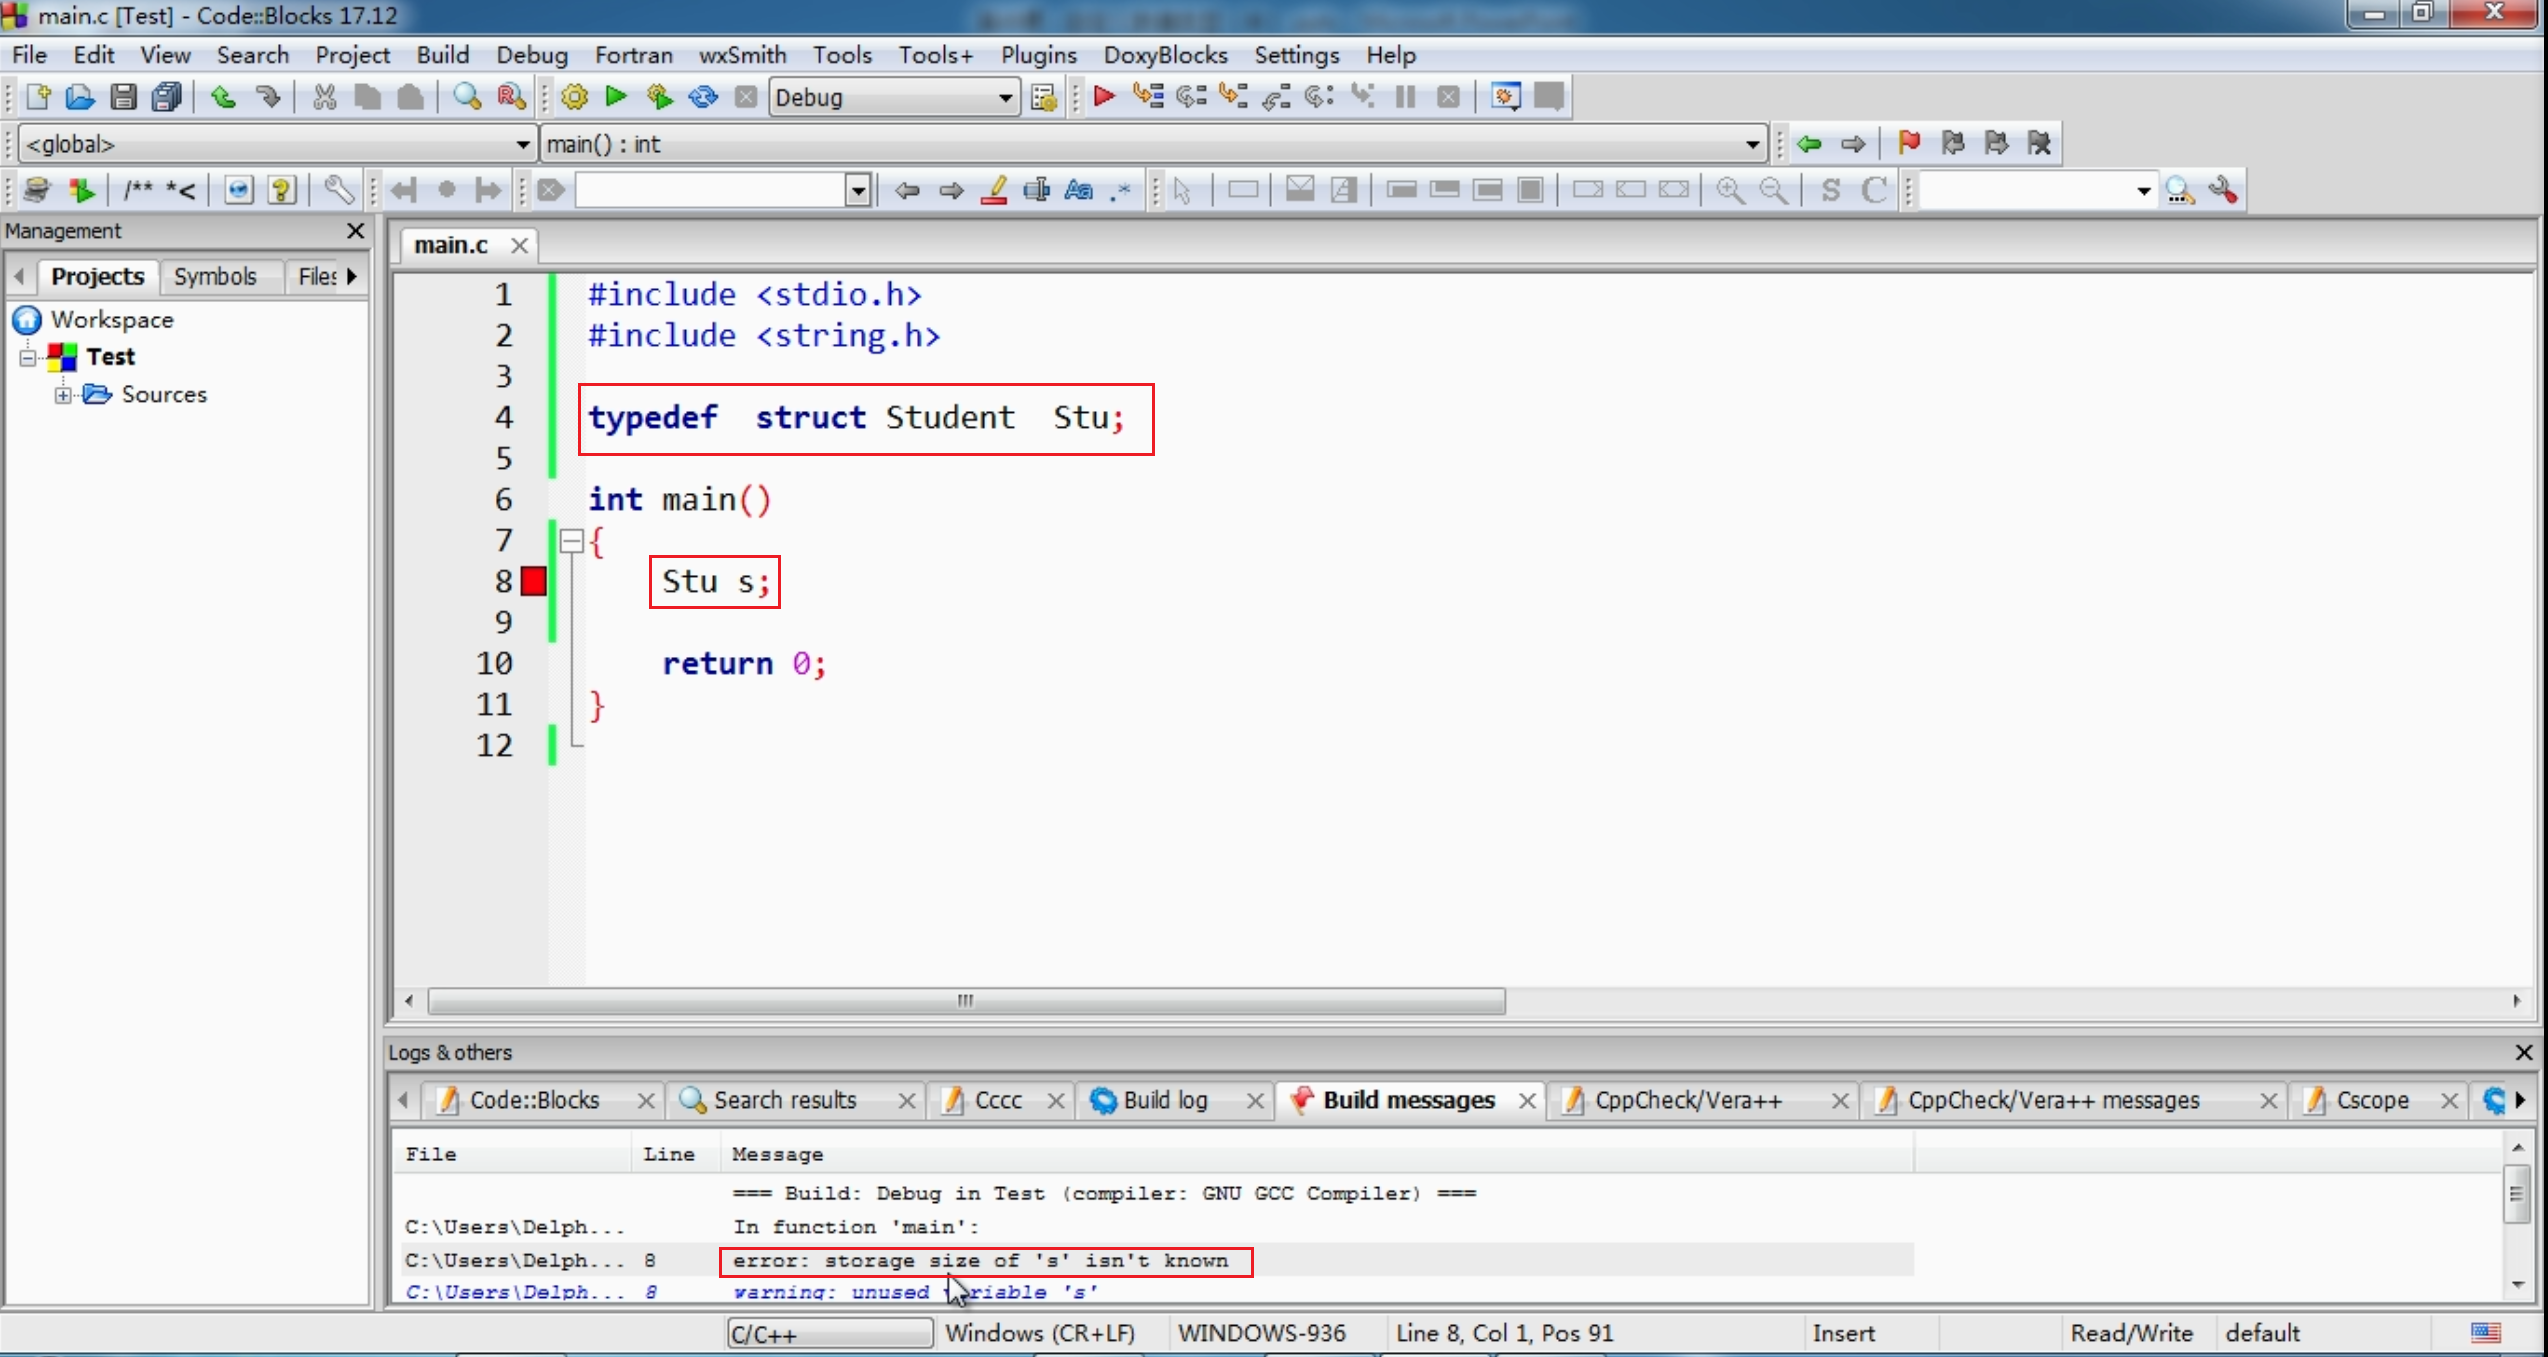 main.c [Test] - Code::Blocks 17.12
File Edit View Search Project Build Debug Fortran wxSmith Tools Tools+ Plugins DoxyBlocks Settings Help
Debug
<global> main() : int
/** *<
S C
Management
Projects Symbols Files
Workspace
Test
Sources
main.c
1 #include <stdio.h>
2 #include <string.h>
3
4 typedef  struct Student  Stu;
5
6 int main()
7 {
8 Stu s;
9
10 return 0;
11 }
12
Logs & others
Code::Blocks Search results Cccc Build log Build messages CppCheck/Vera++ CppCheck/Vera++ messages Cscope
File Line Message
=== Build: Debug in Test (compiler: GNU GCC Compiler) ===
C:\Users\Delph... In function 'main':
C:\Users\Delph... 8 error: storage size of 's' isn't known
C:\Users\Delph... 8 warning: unused variable 's'
C/C++ Windows (CR+LF) WINDOWS-936 Line 8, Col 1, Pos 91 Insert Read/Write default